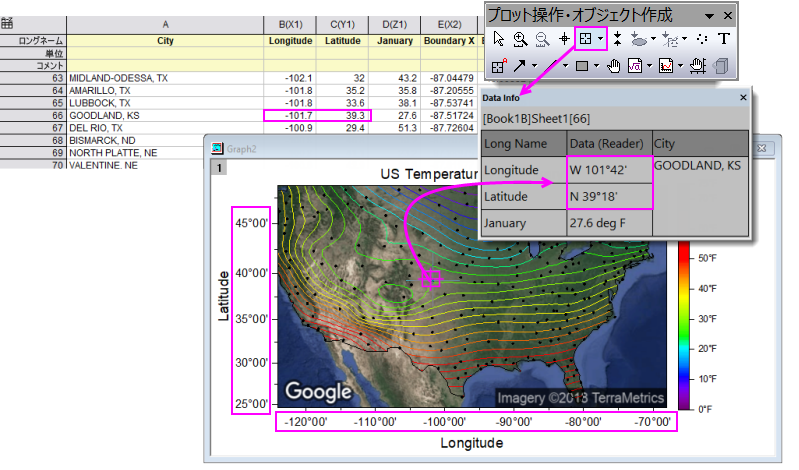 A B(X1) C(Y1) D(Z1) E(X2)
ロングネーム City Longitude Latitude January Boundary X
単位
コメント
63 MIDLAND-ODESSA, TX -102.1 32 43.2 -87.04479
64 AMARILLO, TX -101.8 35.2 35.8 -87.20555
65 LUBBOCK, TX -101.8 33.6 38.1 -87.53741
66 GOODLAND, KS -101.7 39.3 27.6 -87.51724
67 DEL RIO, TX -100.9 29.4 51.3 -87.72604
68 BISMARCK, ND
69 NORTH PLATTE, NE
70 VALENTINE, NE
プロット操作・オブジェクト作成
T
Data Info
[Book1B]Sheet1[66]
Long Name Data (Reader) City
Longitude W 101°42' GOODLAND, KS
Latitude N 39°18'
January 27.6 deg F
Graph2
1
US Temperatur
45°00'
40°00'
35°00'
30°00'
25°00'
Latitude
-120°00' -110°00' -100°00' -90°00' -80°00' -70°00'
Longitude
Google
Imagery ©2018 TerraMetrics
50°F
40°F
30°F
20°F
10°F
0°F